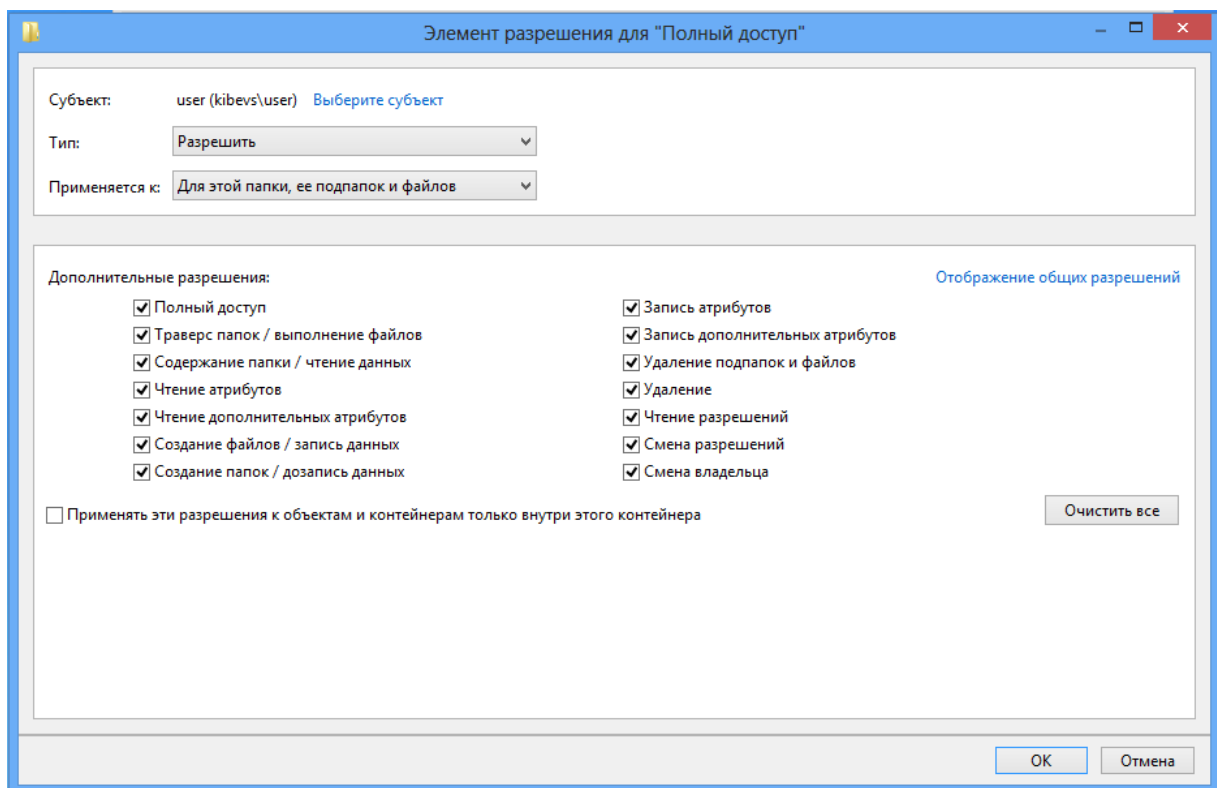 Элемент разрешения для "Полный доступ"
Субъект: user (kibevs\user) Выберите субъект
Тип: Разрешить
Применяется к: Для этой папки, ее подпапок и файлов
Дополнительные разрешения: Отображение общих разрешений
Полный доступ
Траверс папок / выполнение файлов
Содержание папки / чтение данных
Чтение атрибутов
Чтение дополнительных атрибутов
Создание файлов / запись данных
Создание папок / дозапись данных
Запись атрибутов
Запись дополнительных атрибутов
Удаление подпапок и файлов
Удаление
Чтение разрешений
Смена разрешений
Смена владельца
Применять эти разрешения к объектам и контейнерам только внутри этого контейнера
Очистить все
OK Отмена